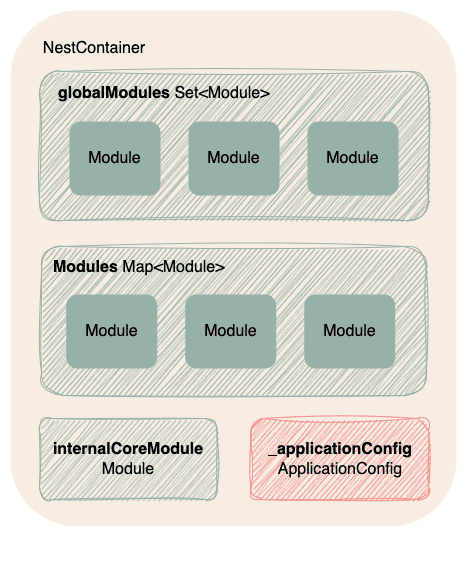 NestContainer
globalModules Set<Module>
Module Module Module
Modules Map<Module>
Module Module Module
internalCoreModule
Module
_applicationConfig
ApplicationConfig